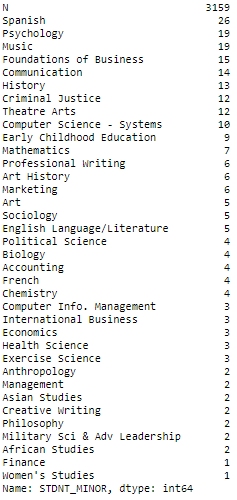 N 3159
Spanish 26
Psychology 19
Music 19
Foundations of Business 15
Communication 14
History 13
Criminal Justice 12
Theatre Arts 12
Computer Science - Systems 10
Early Childhood Education 9
Mathematics 7
Professional Writing 6
Art History 6
Marketing 6
Art 5
Sociology 5
English Language/Literature 5
Political Science 4
Biology 4
Accounting 4
French 4
Chemistry 4
Computer Info. Management 3
International Business 3
Economics 3
Health Science 3
Exercise Science 3
Anthropology 2
Management 2
Asian Studies 2
Creative Writing 2
Philosophy 2
Military Sci & Adv Leadership 2
African Studies 2
Finance 1
Women's Studies 1
Name: STDNT_MINOR, dtype: int64